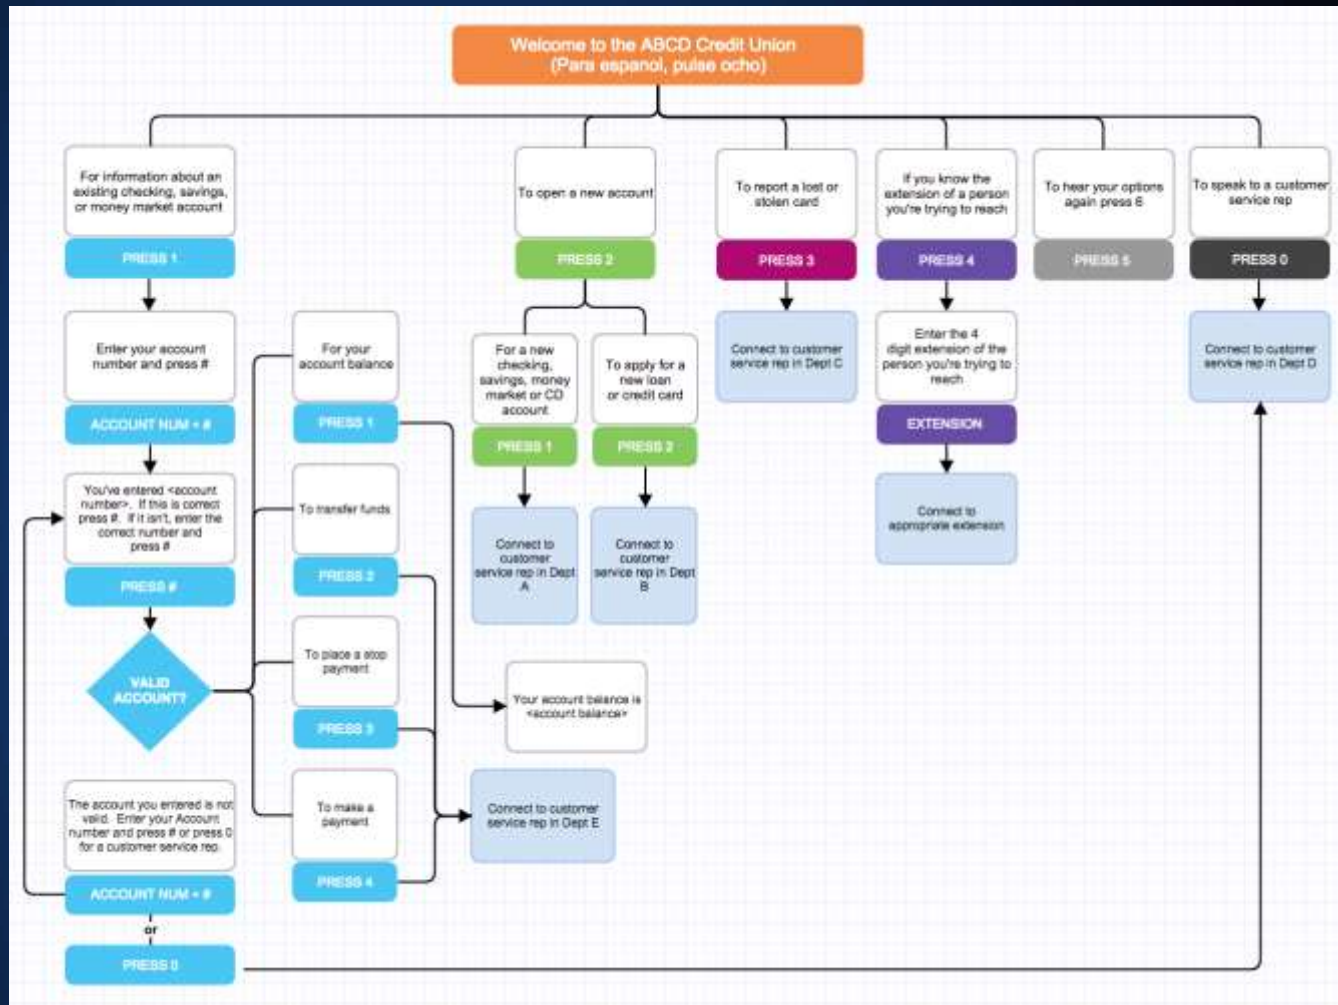 Welcome to the ABCD Credit Union
(Para espanol, pulse ocho)
For information about an
existing checking, savings,
or money market account
PRESS 1
Enter your account
number and press #
ACCOUNT NUM + #
You've entered <account
number>. If this is correct
press #. If it isn't, enter the
correct number and
press #
PRESS #
VALID
ACCOUNT?
The account you entered is not
valid. Enter your Account
number and press # or press 0
for a customer service rep.
ACCOUNT NUM + #
or
PRESS 0
For your
account balance
PRESS 1
To transfer funds
PRESS 2
To place a stop
payment
PRESS 3
To make a
payment
PRESS 4
To open a new account
PRESS 2
For a new
checking,
savings, money
market or CD
account
PRESS 1
Connect to
customer
service rep in Dept
A
To apply for a
new loan
or credit card
PRESS 2
Connect to
customer
service rep in Dept
B
Your account balance is
<account balance>
Connect to customer
service rep in Dept E
To report a lost or
stolen card
PRESS 3
Connect to customer
service rep in Dept C
If you know the
extension of a person
you're trying to reach
PRESS 4
Enter the 4
digit extension of the
person you're trying to
reach
EXTENSION
Connect to
appropriate extension
To hear your options
again press 6
PRESS 5
To speak to a customer
service rep
PRESS 0
Connect to customer
service rep in Dept D